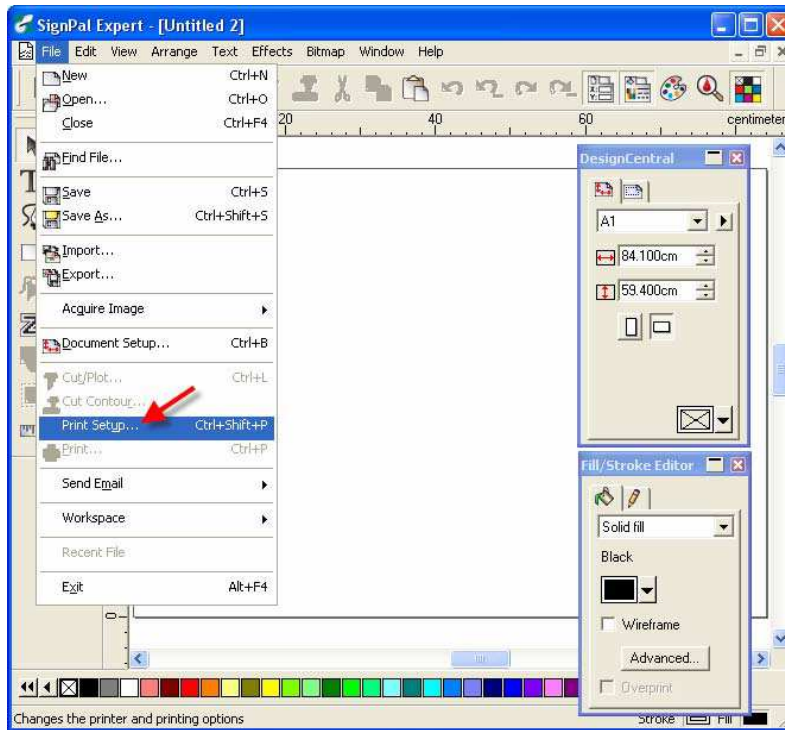 SignPal Expert - [Untitled 2]
File Edit View Arrange Text Effects Bitmap Window Help
New Ctrl+N
Open... Ctrl+O
Close Ctrl+F4
Find File...
Save Ctrl+S
Save As... Ctrl+Shift+S
Import...
Export...
Acquire Image
Document Setup... Ctrl+B
Cut/Plot... Ctrl+L
Cut Contour...
Print Setup... Ctrl+Shift+P
Print... Ctrl+P
Send Email
Workspace
Recent File
Exit Alt+F4
20 40 60 centimeter
DesignCentral
A1
84.100cm
59.400cm
Fill/Stroke Editor
Solid fill
Black
Wireframe
Advanced...
Overprint
0
Changes the printer and printing options
Stroke Fill